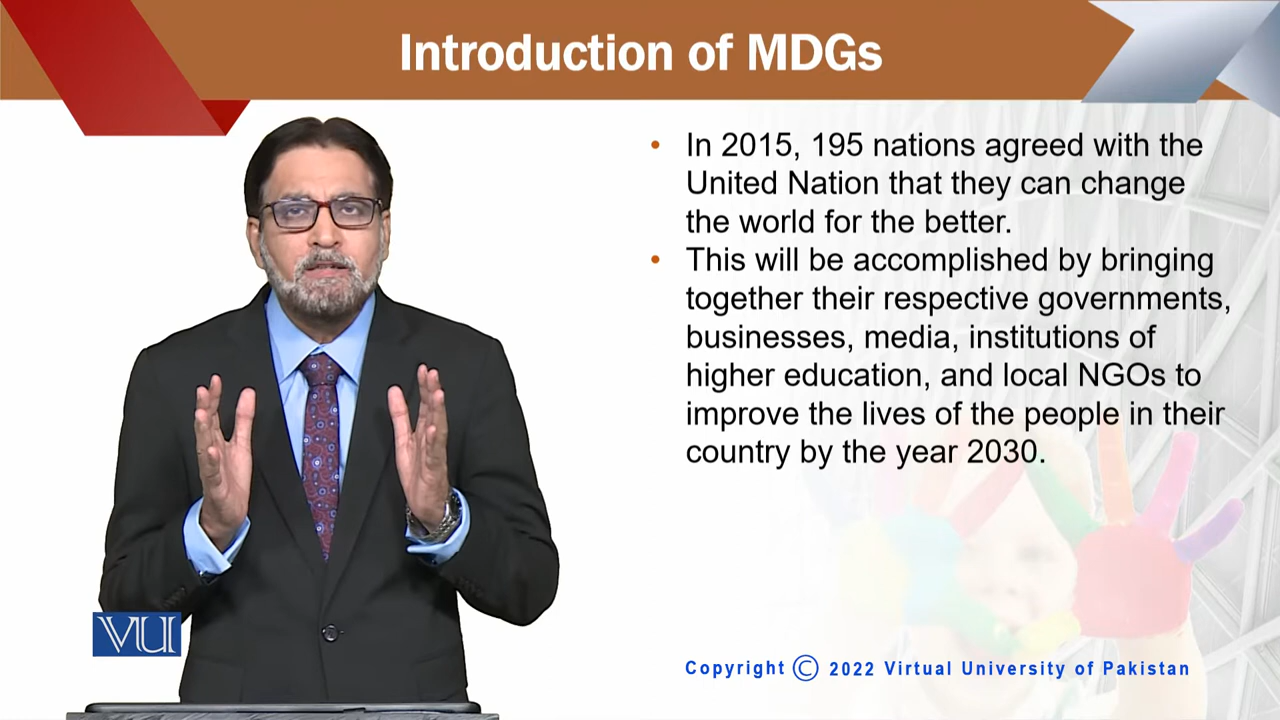 Introduction of MDGs
• In 2015, 195 nations agreed with the
United Nation that they can change
the world for the better.
• This will be accomplished by bringing
together their respective governments,
businesses, media, institutions of
higher education, and local NGOs to
improve the lives of the people in their
country by the year 2030.
VU
Copyright © 2022 Virtual University of Pakistan